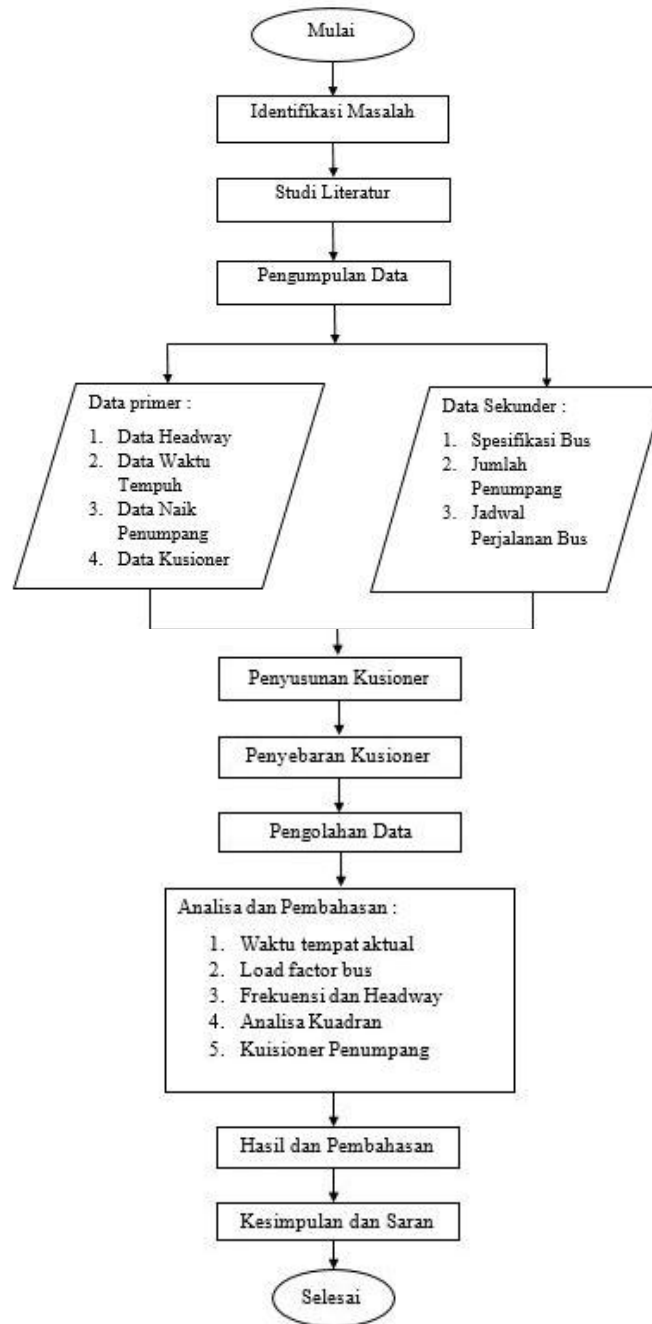 Mulai
Identifikasi Masalah
Studi Literatur
Pengumpulan Data
Data primer :
1. Data Headway
2. Data Waktu
Tempuh
3. Data Naik
Penumpang
4. Data Kusioner
Data Sekunder :
1. Spesifikasi Bus
2. Jumlah
Penumpang
3. Jadwal
Perjalanan Bus
Penyusunan Kusioner
Penyebaran Kusioner
Pengolahan Data
Analisa dan Pembahasan :
1. Waktu tempat aktual
2. Load factor bus
3. Frekuensi dan Headway
4. Analisa Kuadran
5. Kuisioner Penumpang
Hasil dan Pembahasan
Kesimpulan dan Saran
Selesai